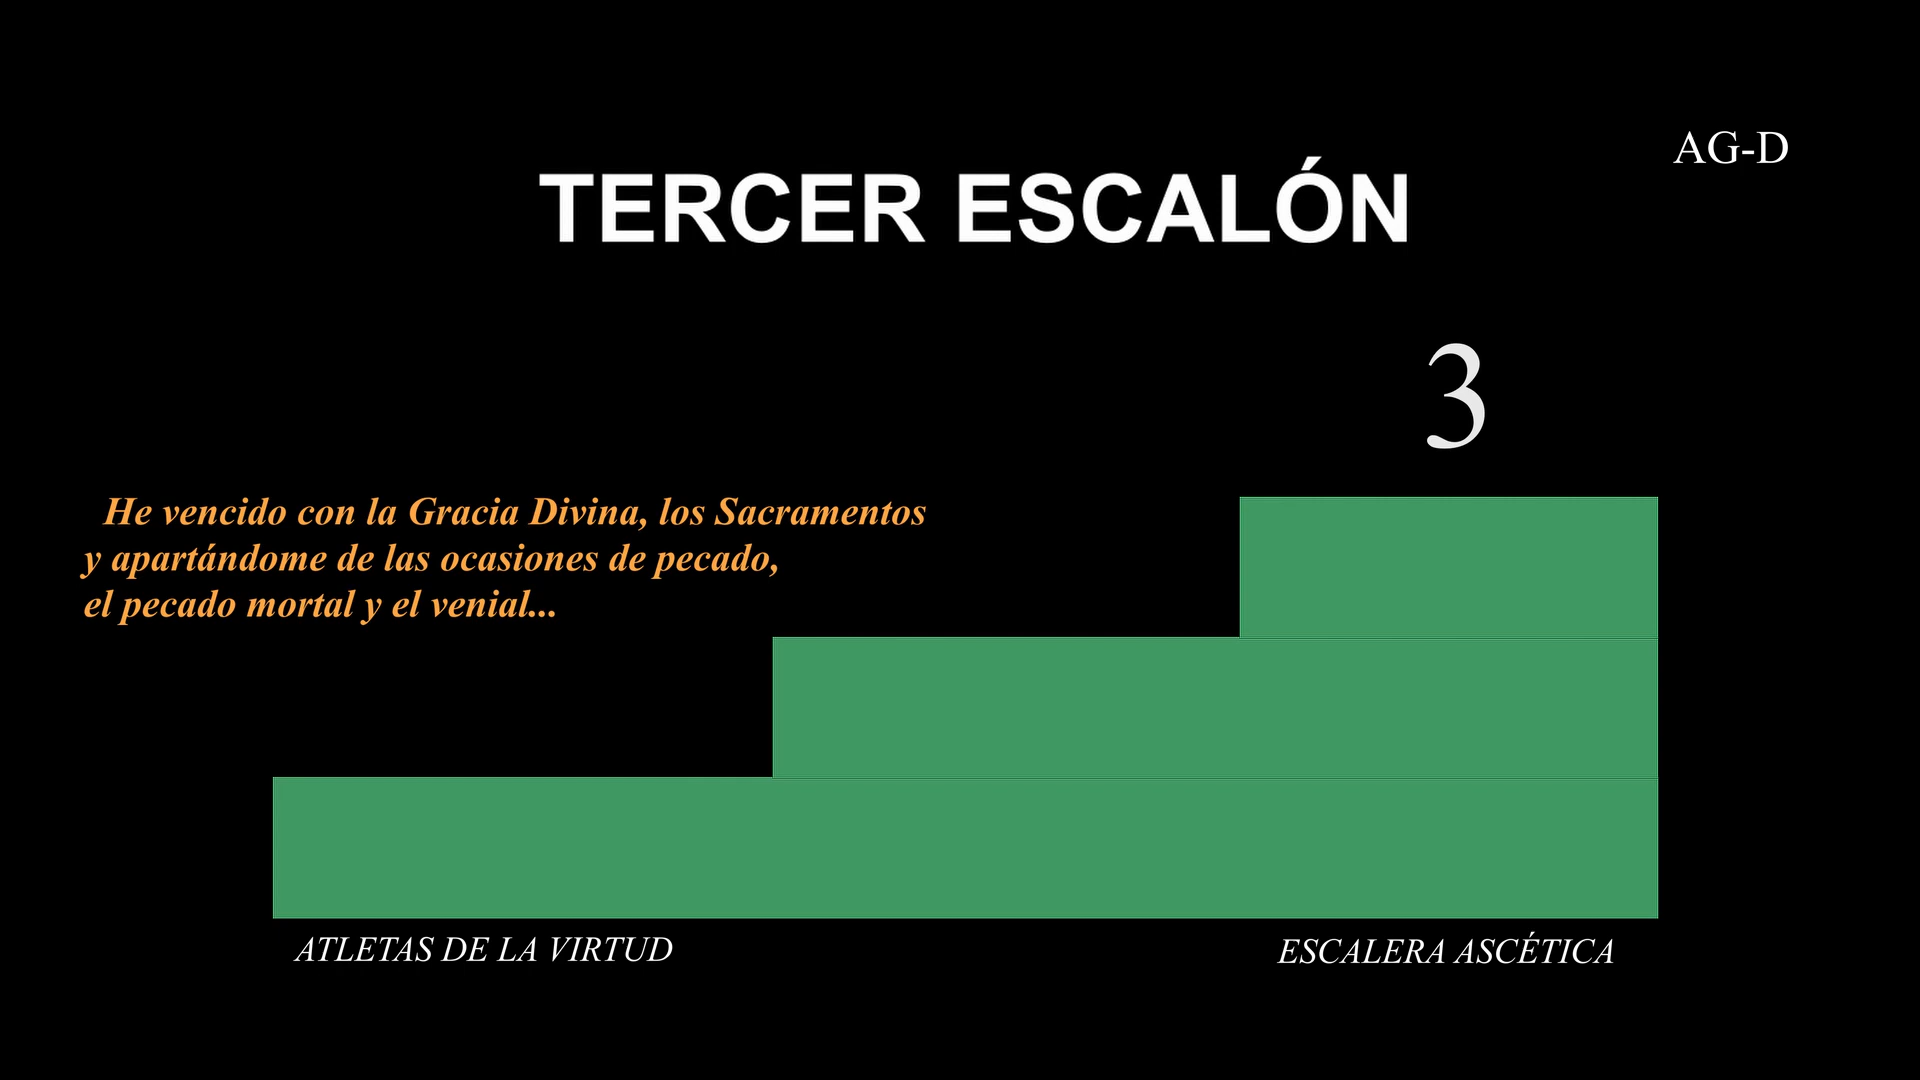 AG-D
TERCER ESCALÓN
3
He vencido con la Gracia Divina, los Sacramentos
y apartándome de las ocasiones de pecado,
el pecado mortal y el venial...
ATLETAS DE LA VIRTUD
ESCALERA ASCÉTICA